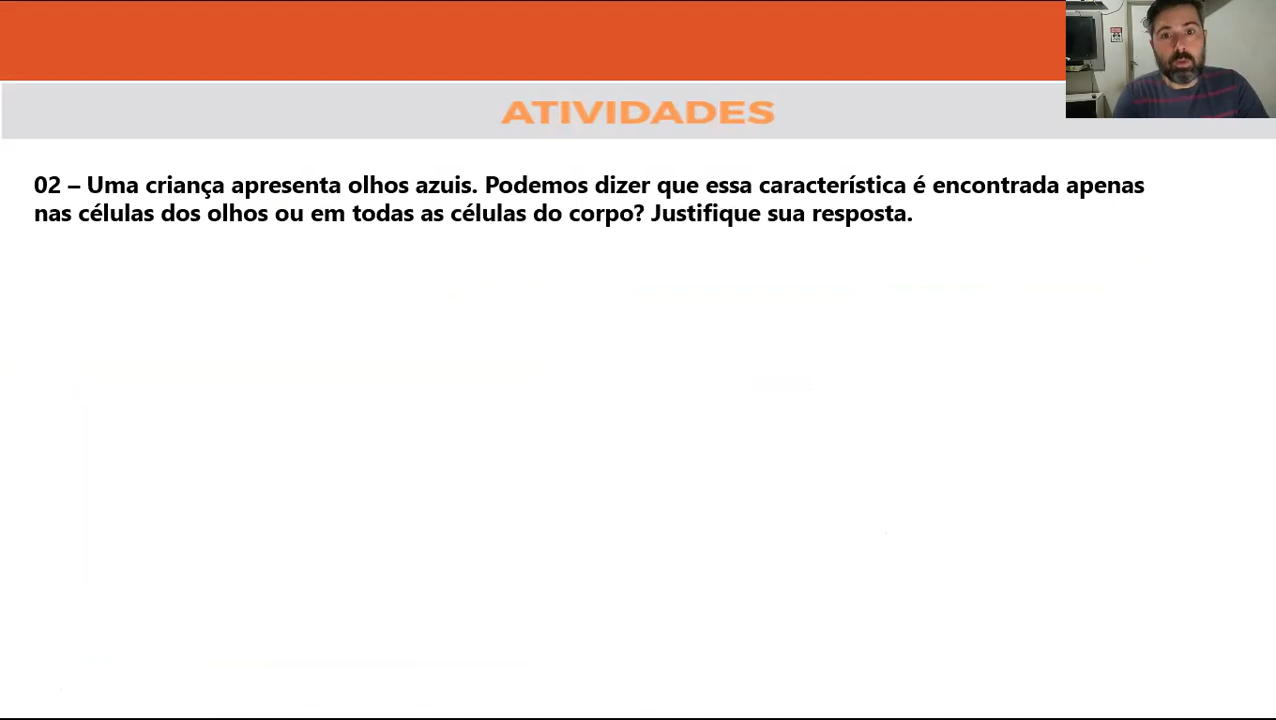 ATIVIDADES
02 – Uma criança apresenta olhos azuis. Podemos dizer que essa característica é encontrada apenas
nas células dos olhos ou em todas as células do corpo? Justifique sua resposta.